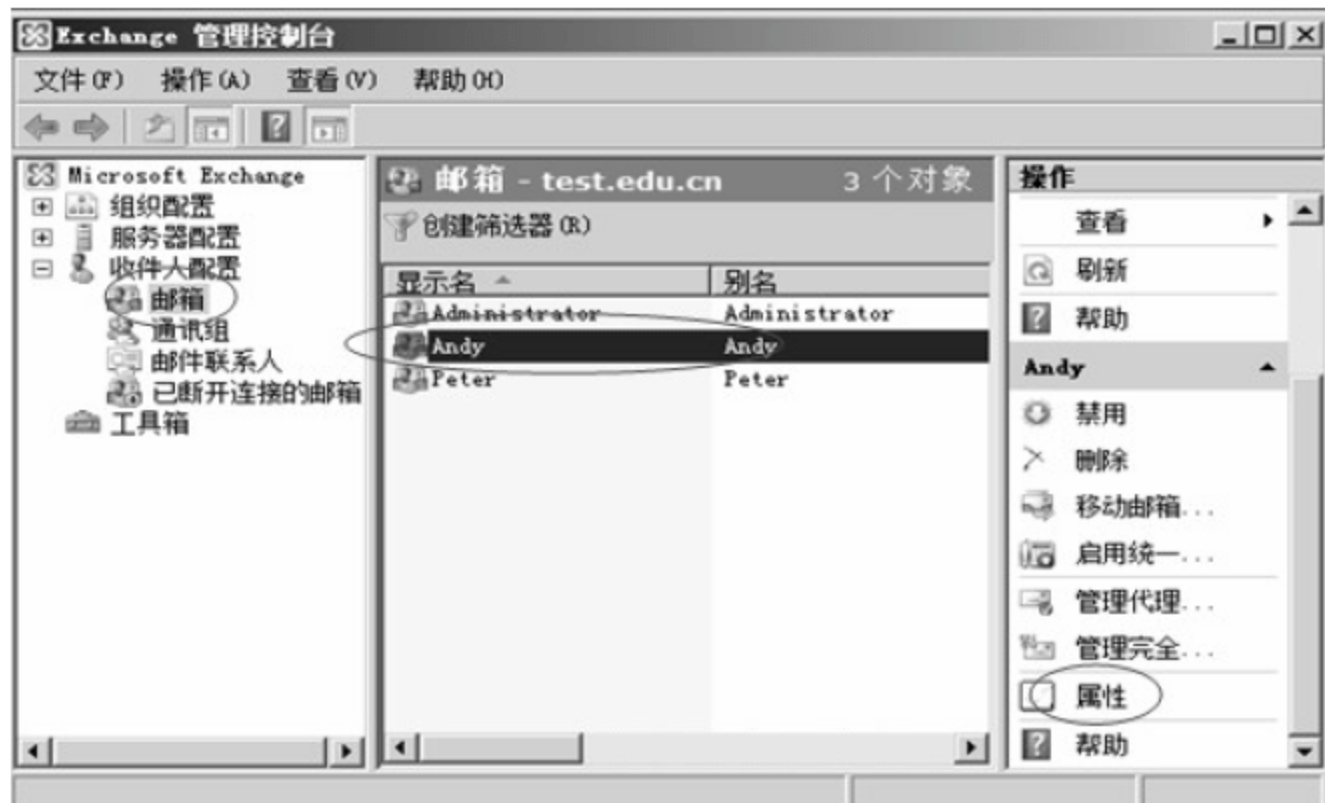 Exchange 管理控制台
文件(F) 操作(A) 查看(V) 帮助(H)
Microsoft Exchange
组织配置
服务器配置
收件人配置
邮箱
通讯组
邮件联系人
已断开连接的邮箱
工具箱
邮箱 - test.edu.cn 3 个对象
创建筛选器(R)
显示名 别名
Administrator Administrator
Andy Andy
Peter Peter
操作
查看
刷新
帮助
Andy
禁用
删除
移动邮箱...
启用统一...
管理代理...
管理完全...
属性
帮助